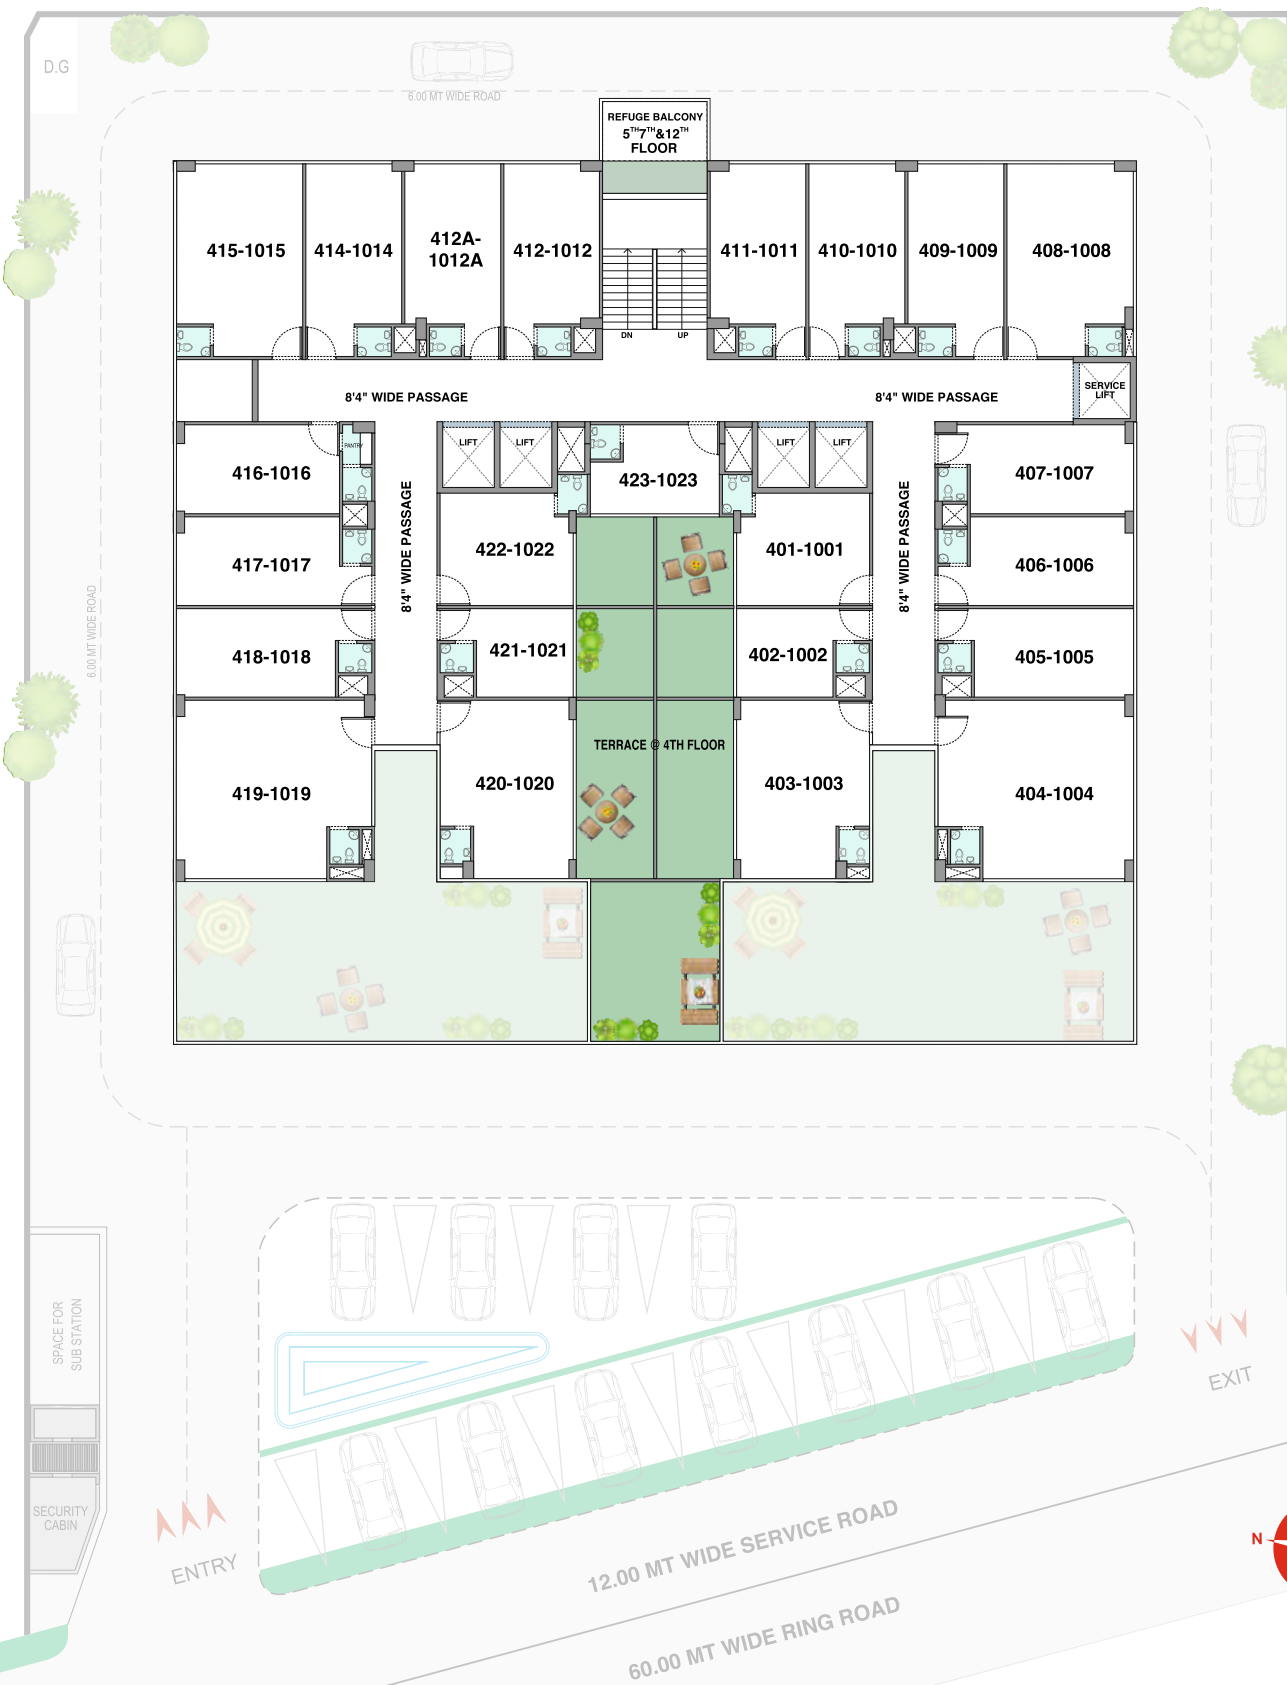 D.G
6.00 MT WIDE ROAD
REFUGE BALCONY
5TH7TH&12TH
FLOOR
415-1015
414-1014
412A-
1012A
412-1012
411-1011
410-1010
409-1009
408-1008
DN
UP
8'4" WIDE PASSAGE
8'4" WIDE PASSAGE
SERVICE
LIFT
416-1016
PANTRY
LIFT
LIFT
423-1023
LIFT
LIFT
407-1007
8'4" WIDE PASSAGE
8'4" WIDE PASSAGE
417-1017
422-1022
401-1001
406-1006
6.00 MT WIDE ROAD
418-1018
421-1021
402-1002
405-1005
TERRACE @ 4TH FLOOR
419-1019
420-1020
403-1003
404-1004
SPACE FOR
SUB STATION
EXIT
SECURITY
CABIN
ENTRY
12.00 MT WIDE SERVICE ROAD
N
60.00 MT WIDE RING ROAD